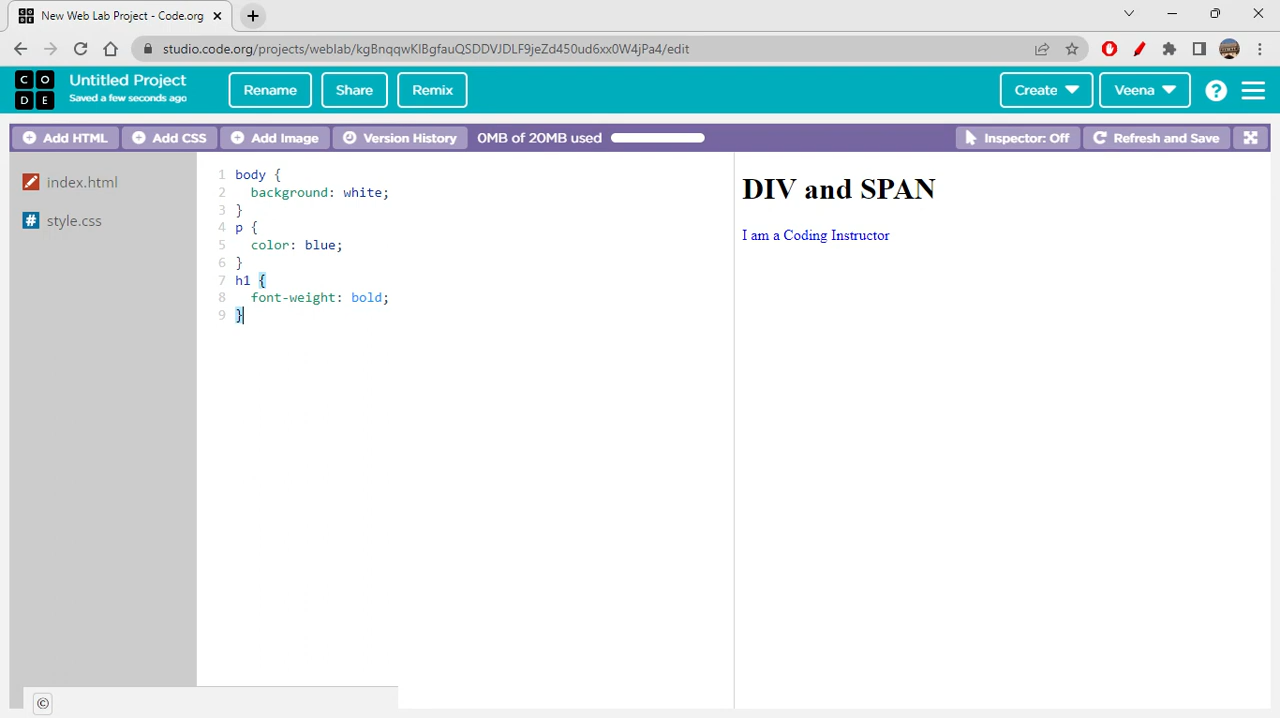 New Web Lab Project - Code.org
studio.code.org/projects/weblab/kgBnqqwKlBgfauQSDDVJDLF9jeZd450ud6xx0W4jPa4/edit
CODE
Untitled Project
Saved a few seconds ago
Rename
Share
Remix
Create
Veena
?
Add HTML
Add CSS
Add Image
Version History
0MB of 20MB used
Inspector: Off
Refresh and Save
index.html
style.css
1 body {
2 background: white;
3 }
4 p {
5 color: blue;
6 }
7 h1 {
8 font-weight: bold;
9 }
DIV and SPAN
I am a Coding Instructor
©